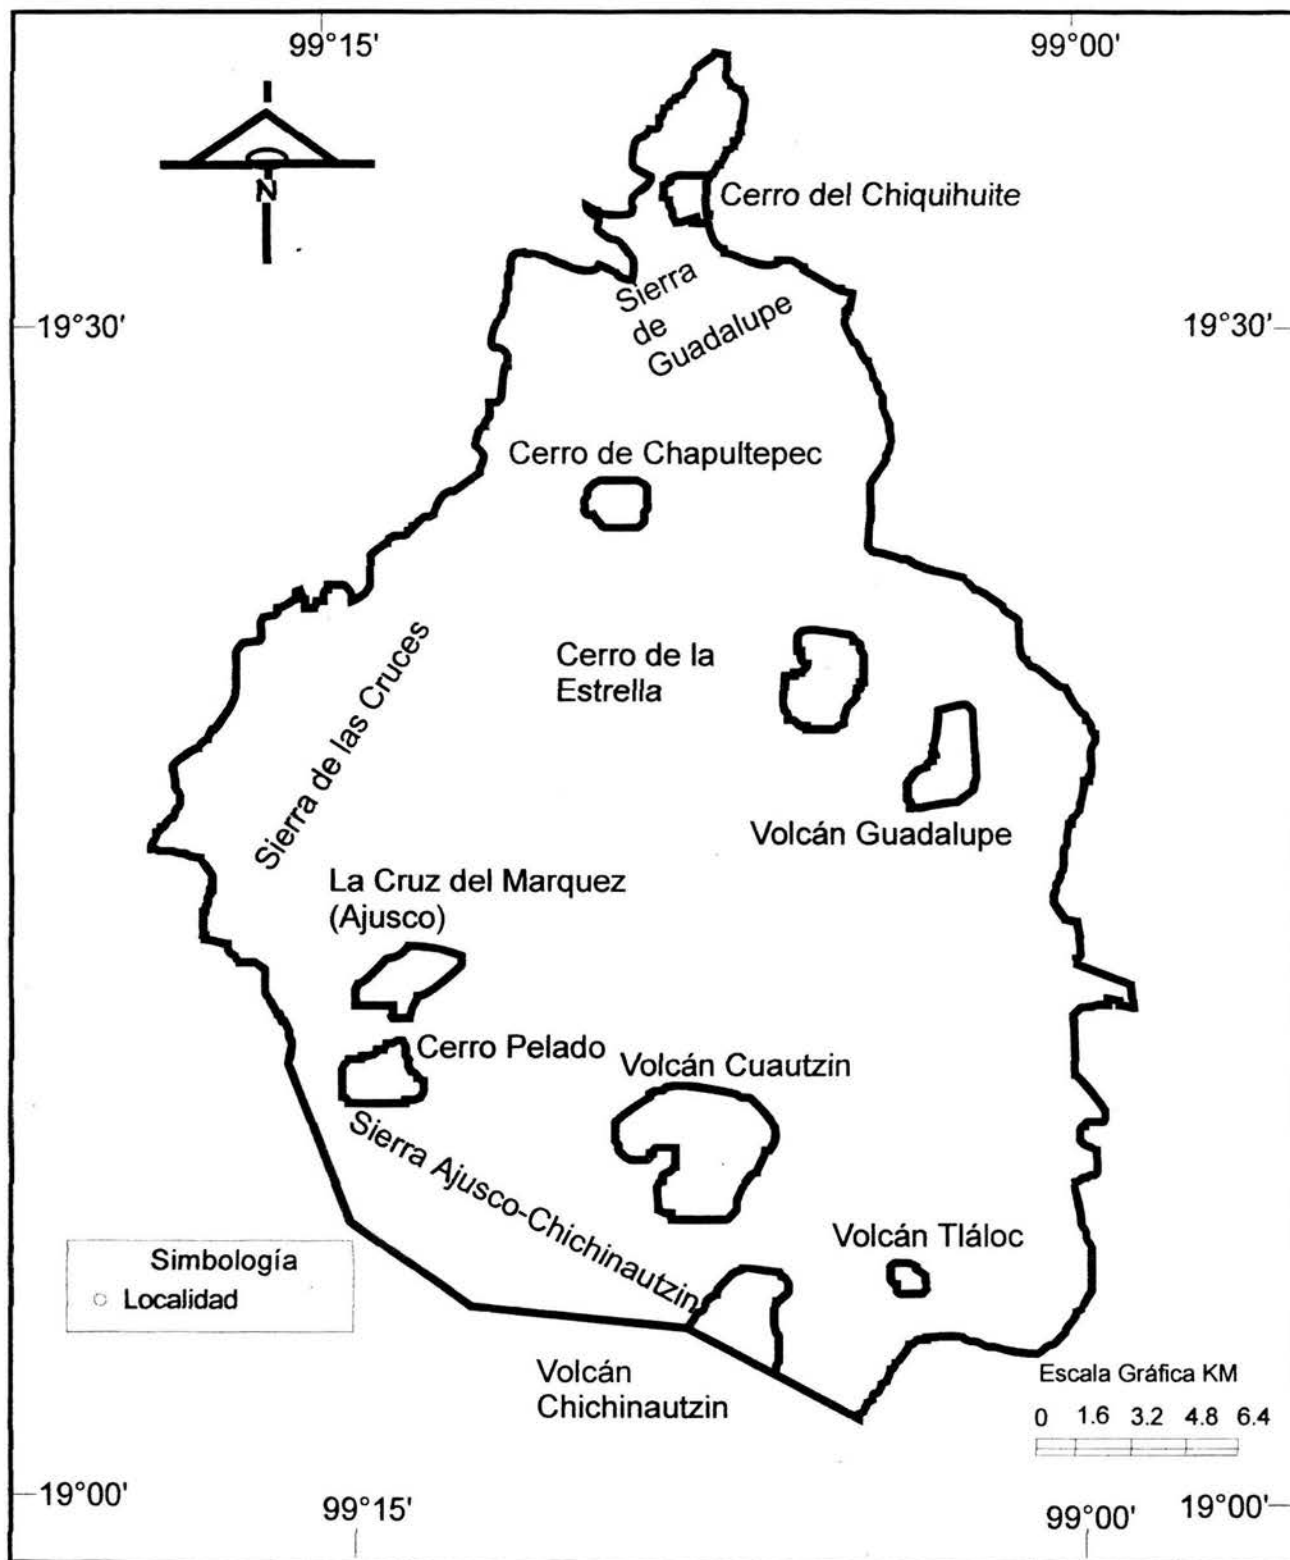 99°15'
99°00'
N
Cerro del Chiquihuite
Sierra
de
Guadalupe
19°30'
19°30'
Cerro de Chapultepec
Cerro de la
Estrella
Sierra de las Cruces
Volcán Guadalupe
La Cruz del Marquez
(Ajusco)
Cerro Pelado
Volcán Cuautzin
Sierra Ajusco-Chichinautzin
Volcán Tláloc
Simbología
Localidad
Volcán
Chichinautzin
Escala Gráfica KM
0 1.6 3.2 4.8 6.4
19°00'
99°15'
99°00'
19°00'